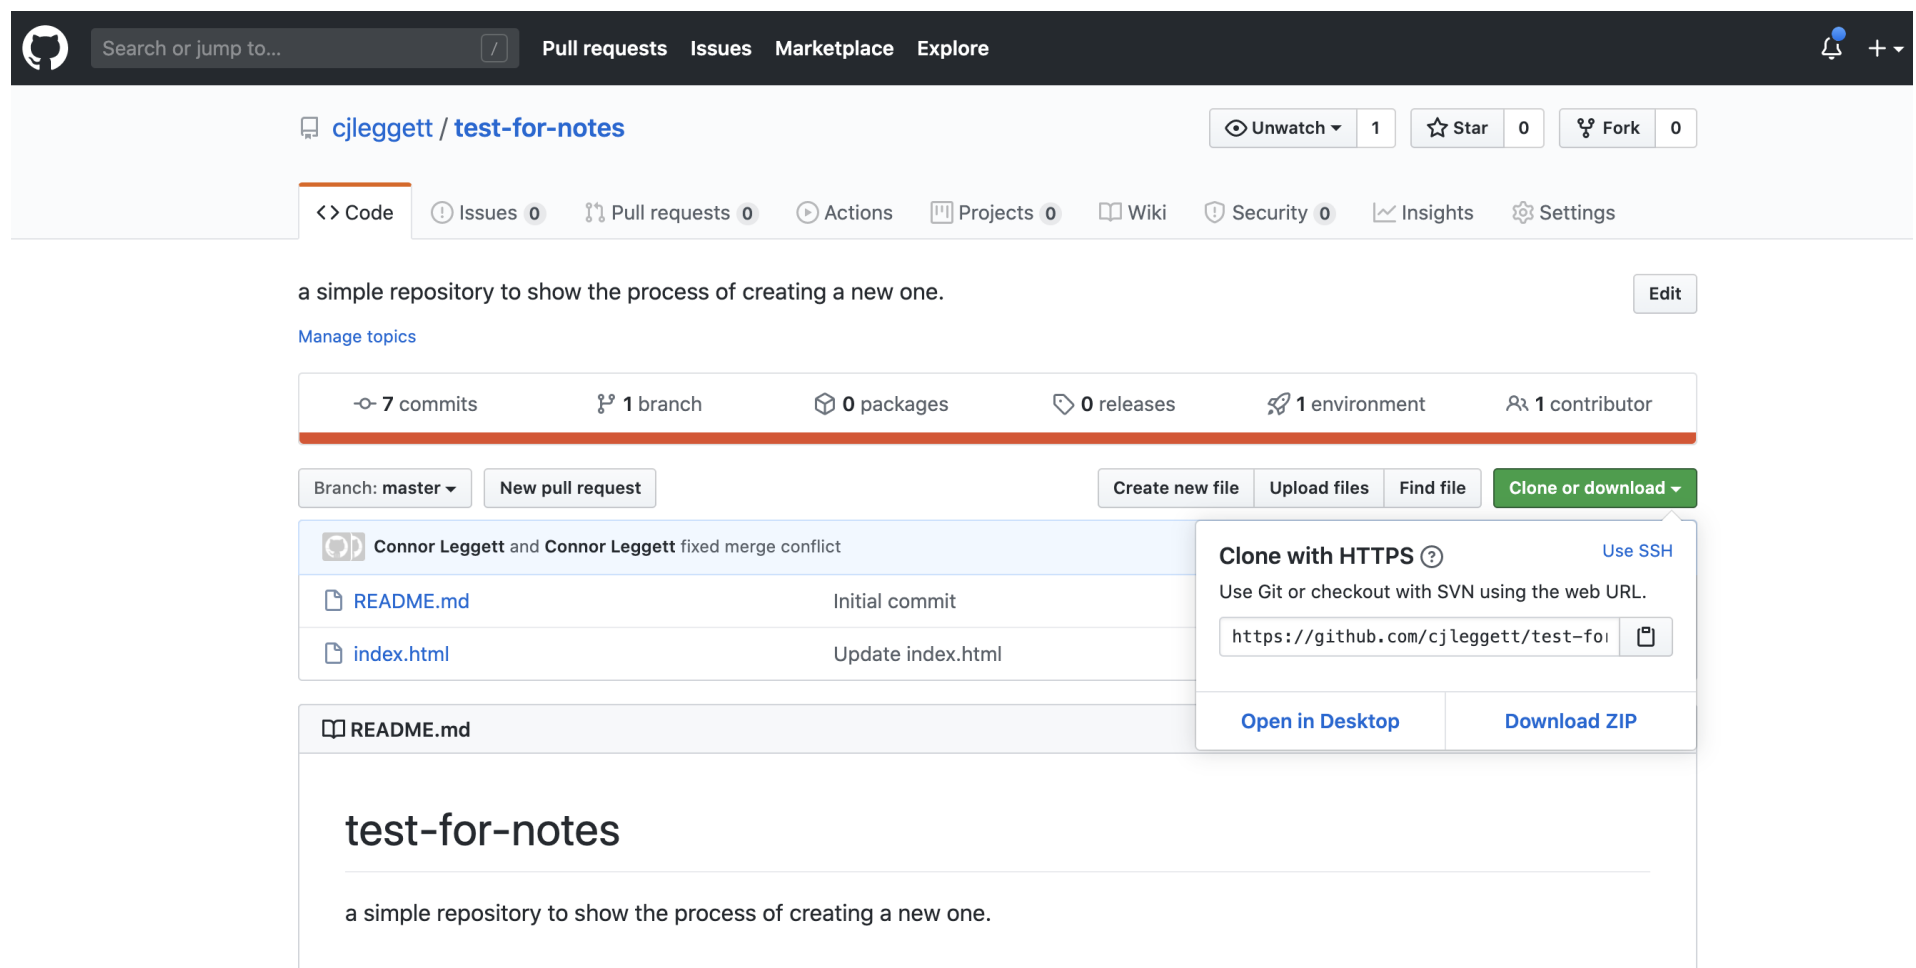 Search or jump to... / Pull requests Issues Marketplace Explore
cjleggett / test-for-notes Unwatch 1 Star 0 Fork 0
Code Issues 0 Pull requests 0 Actions Projects 0 Wiki Security 0 Insights Settings
a simple repository to show the process of creating a new one. Edit
Manage topics
7 commits 1 branch 0 packages 0 releases 1 environment 1 contributor
Branch: master New pull request Create new file Upload files Find file Clone or download
Connor Leggett and Connor Leggett fixed merge conflict
Clone with HTTPS ? Use SSH
Use Git or checkout with SVN using the web URL.
README.md Initial commit
https://github.com/cjleggett/test-for
index.html Update index.html
Open in Desktop Download ZIP
README.md
test-for-notes
a simple repository to show the process of creating a new one.